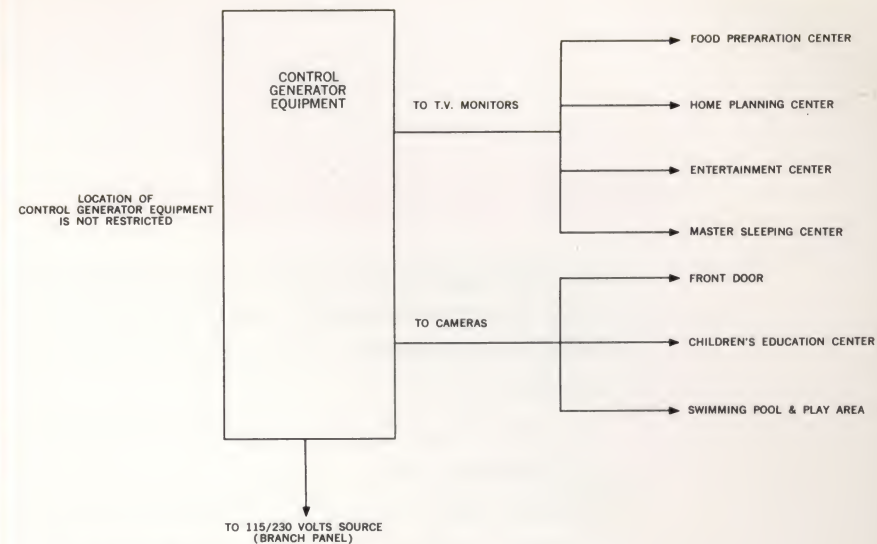 CONTROL
GENERATOR
EQUIPMENT
TO T.V. MONITORS
FOOD PREPARATION CENTER
HOME PLANNING CENTER
ENTERTAINMENT CENTER
MASTER SLEEPING CENTER
LOCATION OF
CONTROL GENERATOR EQUIPMENT
IS NOT RESTRICTED
TO CAMERAS
FRONT DOOR
CHILDREN'S EDUCATION CENTER
SWIMMING POOL & PLAY AREA
TO 115/230 VOLTS SOURCE
(BRANCH PANEL)